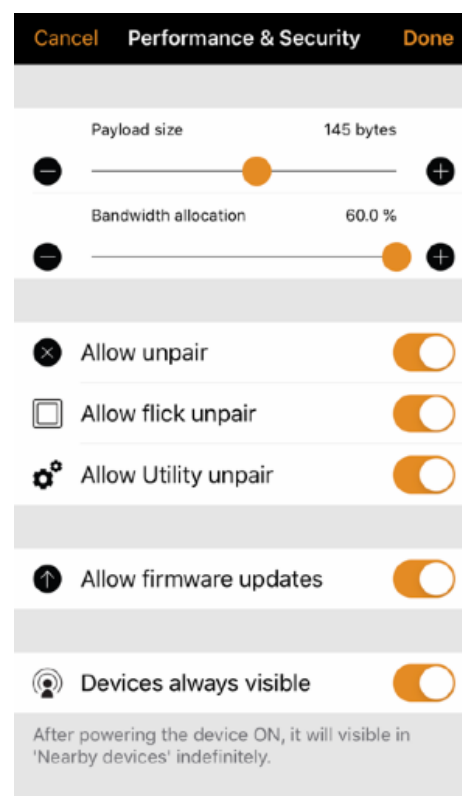 Cancel Performance & Security Done
Payload size 145 bytes
Bandwidth allocation 60.0 %
Allow unpair
Allow flick unpair
Allow Utility unpair
Allow firmware updates
Devices always visible
After powering the device ON, it will visible in
'Nearby devices' indefinitely.